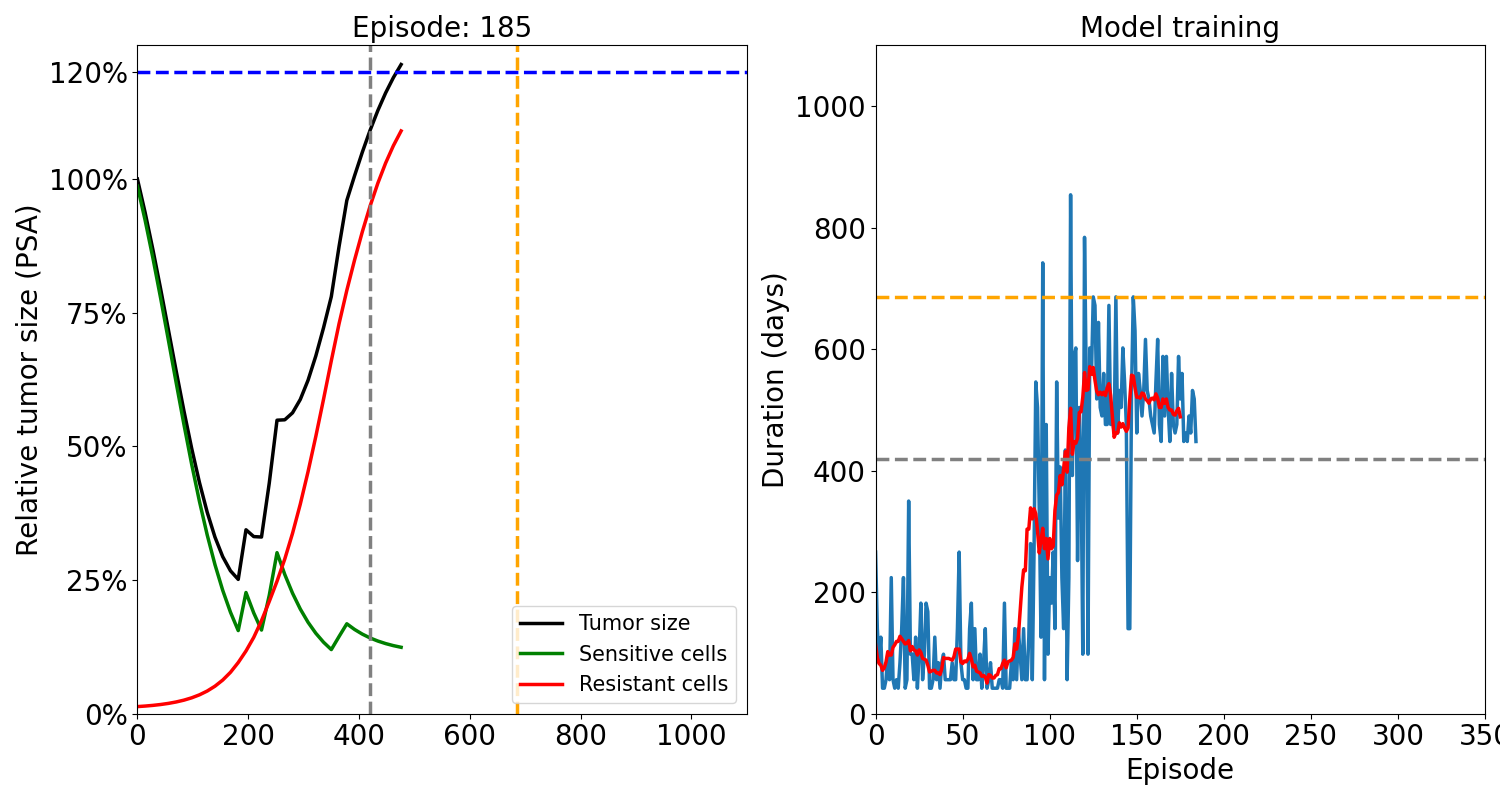 Episode: 185
Relative tumor size (PSA)
120%
100%
75%
50%
25%
0%
0 200 400 600 800 1000
Tumor size
Sensitive cells
Resistant cells
Model training
Duration (days)
1000
800
600
400
200
0
0 50 100 150 200 250 300 350
Episode